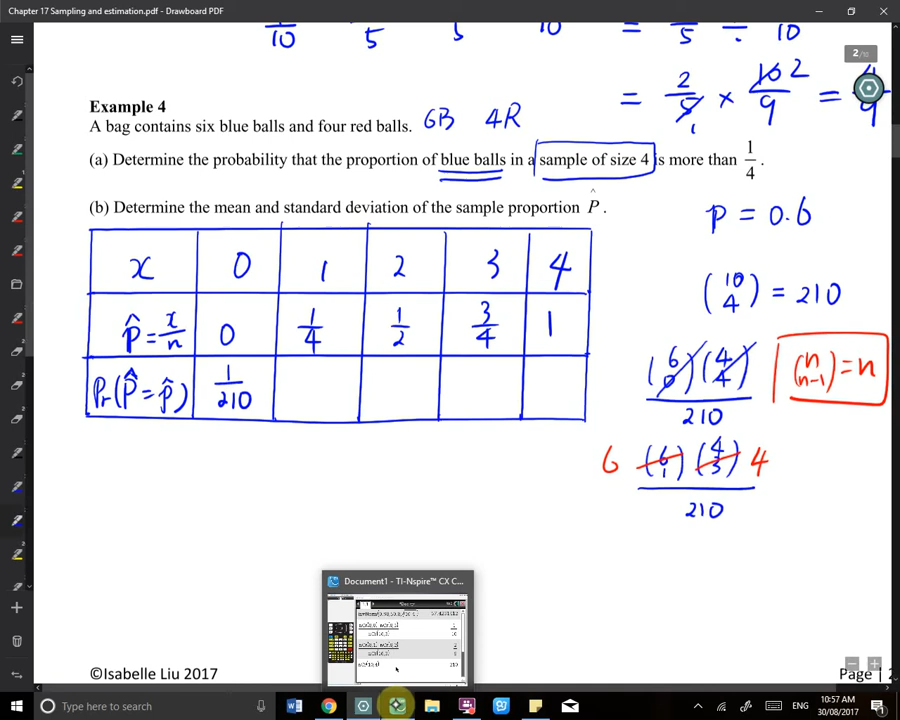 Chapter 17 Sampling and estimation.pdf - Drawboard PDF
2 /
10 5 5 10 = 5 ÷ 10
= 2/5 × 10 2/9 = 4/9
1
Example 4
A bag contains six blue balls and four red balls. 6B 4R
(a) Determine the probability that the proportion of blue balls in a sample of size 4 is more than 1/4.
(b) Determine the mean and standard deviation of the sample proportion P̂.
p = 0.6
x 0 1 2 3 4
p̂ = x/n 0 1/4 1/2 3/4 1
Pr(P̂ = p̂) 1/210
(10 4) = 210
(6 0)(4 4)
210
(n n-1) = n
6 (6 1)(4 3) 4
210
Document1 - TI-Nspire™ CX C...
©Isabelle Liu 2017
Page | 2
Type here to search
ENG
10:57 AM
30/08/2017